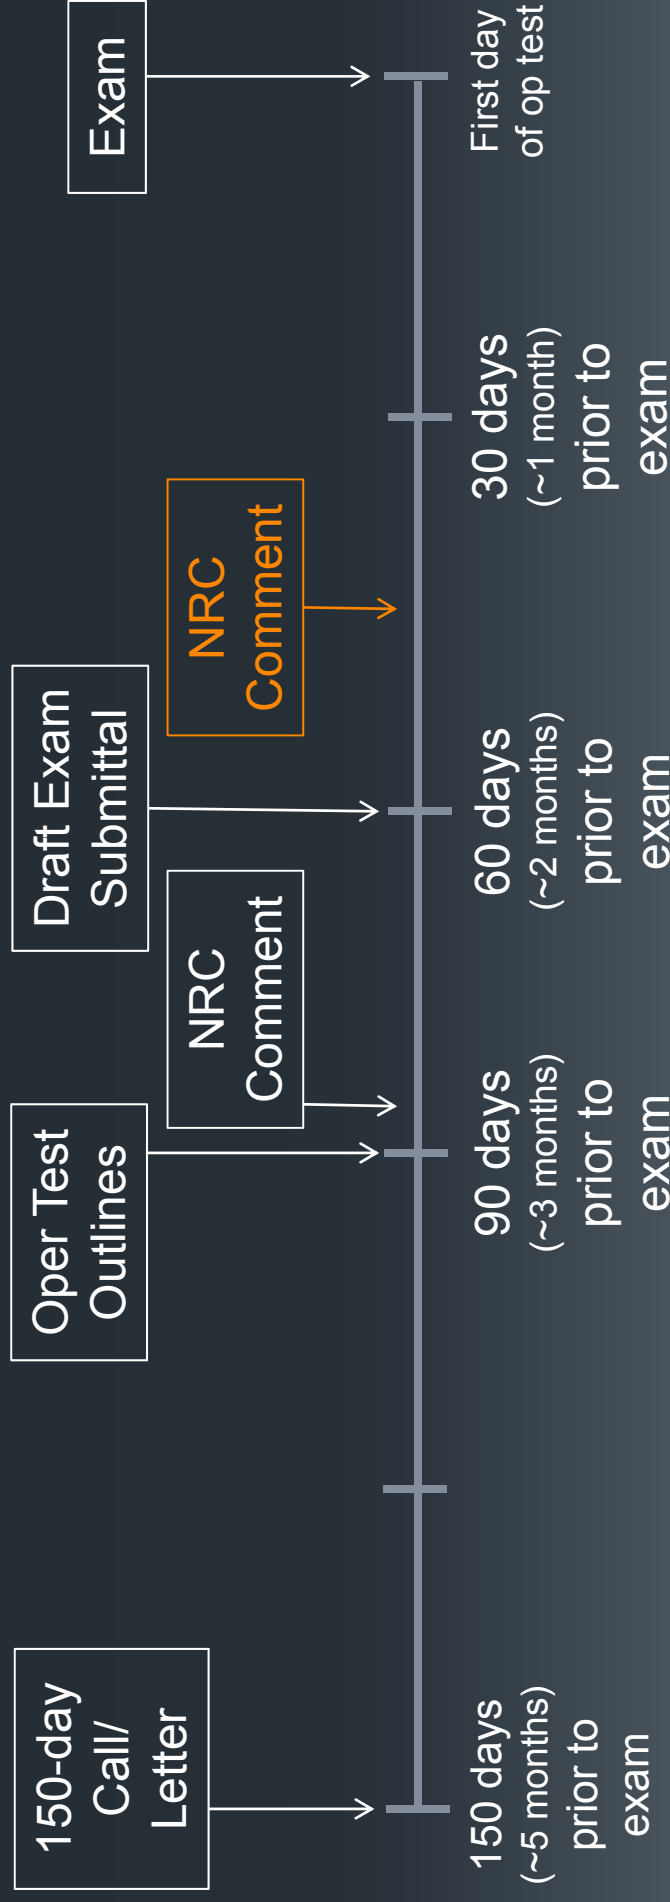 150-day
Call/
Letter
Oper Test
Outlines
NRC
Comment
Draft Exam
Submittal
NRC
Comment
Exam
150 days
(~5 months)
prior to
exam
90 days
(~3 months)
prior to
exam
60 days
(~2 months)
prior to
exam
30 days
(~1 month)
prior to
exam
First day
of op test